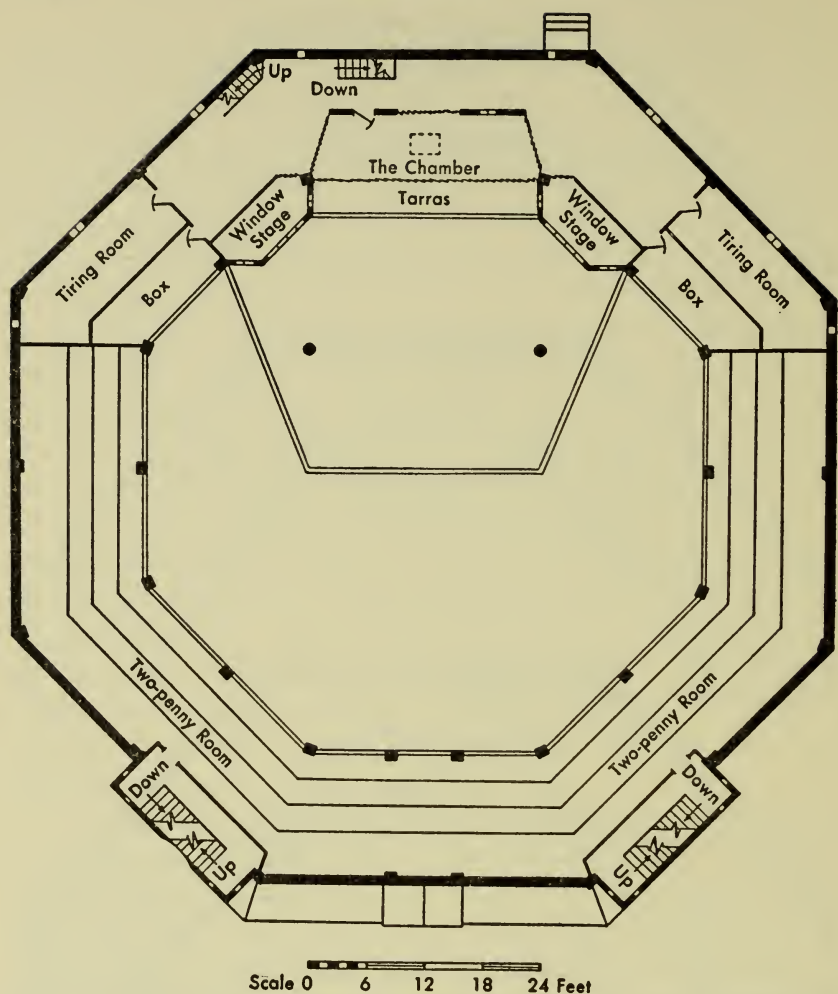 Up
Down
The Chamber
Tarras
Window
Stage
Window
Stage
Tiring Room
Box
Box
Tiring Room
Two-penny Room
Two-penny Room
Down
Up
Down
Up
Scale 0 6 12 18 24 Feet